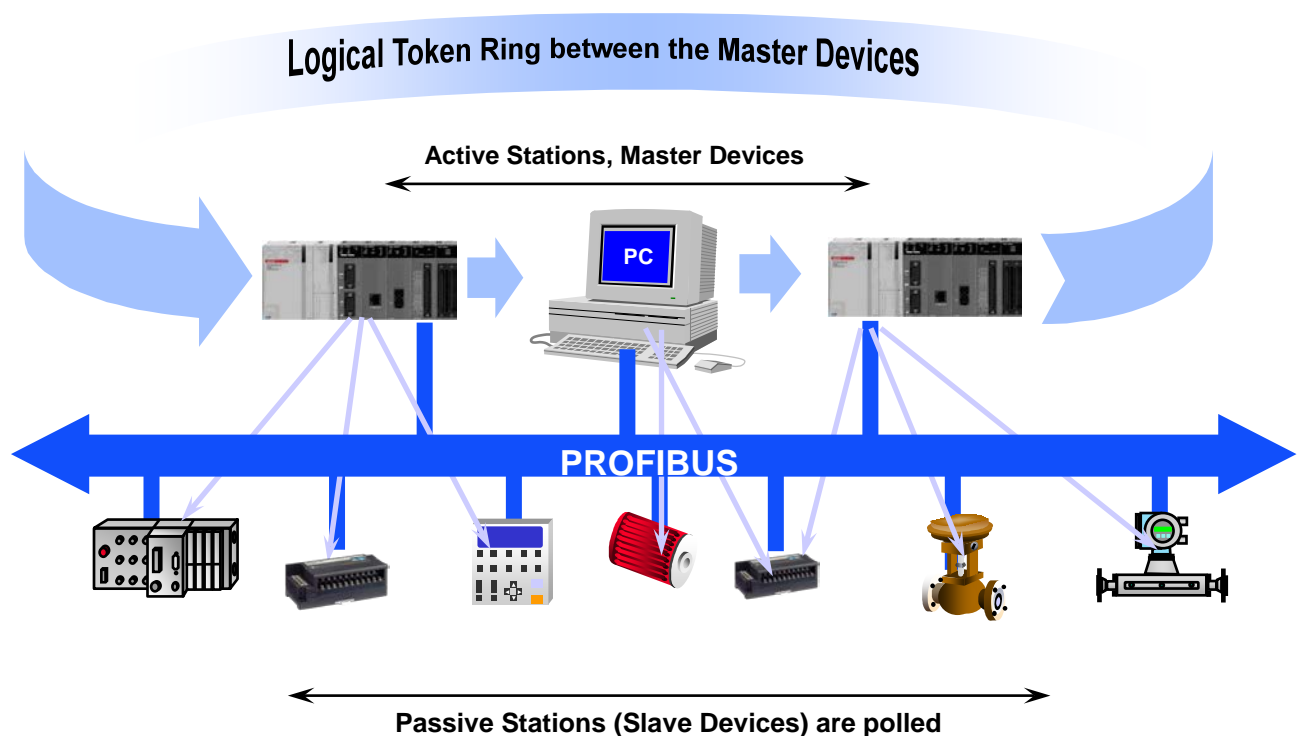 Logical Token Ring between the Master Devices
Active Stations, Master Devices
PC
PROFIBUS
Passive Stations (Slave Devices) are polled